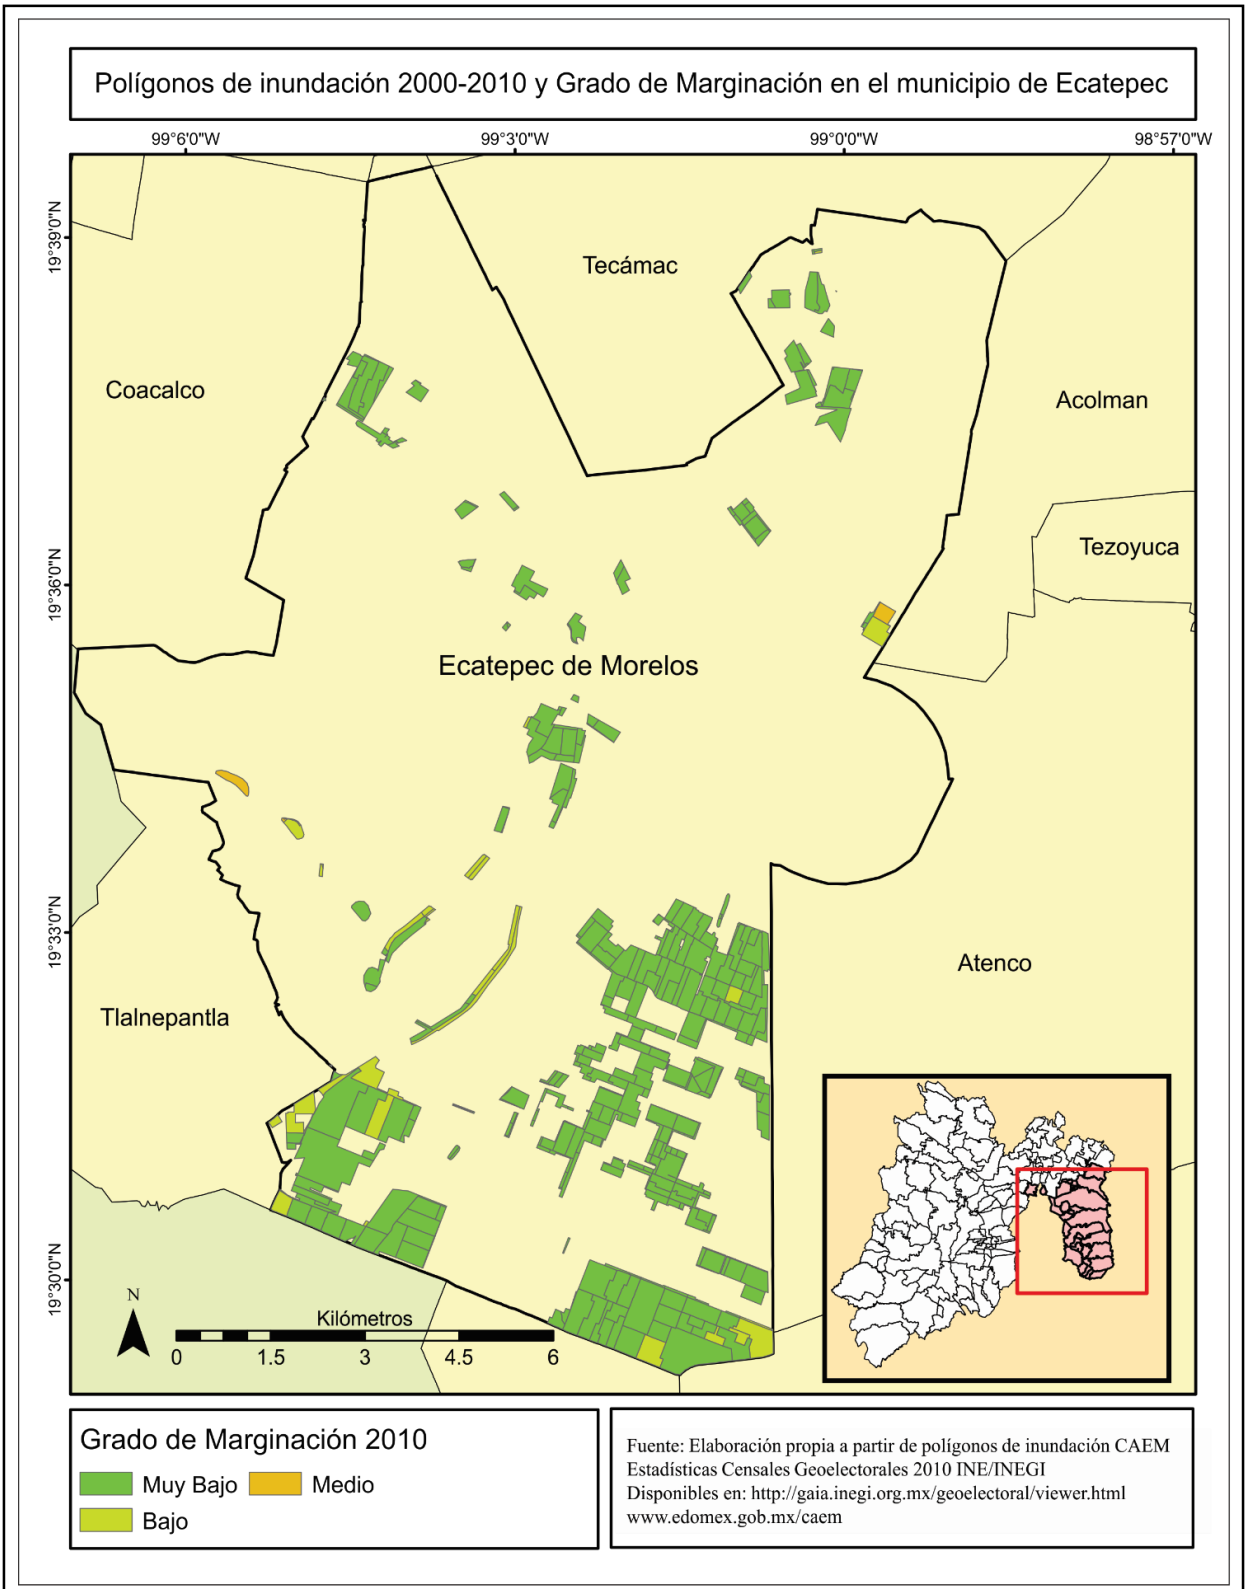 Polígonos de inundación 2000-2010 y Grado de Marginación en el municipio de Ecatepec
99°6'0"W
99°3'0"W
99°0'0"W
98°57'0"W
19°39'0"N
19°36'0"N
19°33'0"N
19°30'0"N
Tecámac
Coacalco
Acolman
Tezoyuca
Ecatepec de Morelos
Atenco
Tlalnepantla
N
Kilómetros
0 1.5 3 4.5 6
Grado de Marginación 2010
Muy Bajo Medio
Bajo
Fuente: Elaboración propia a partir de polígonos de inundación CAEM
Estadísticas Censales Geoelectorales 2010 INE/INEGI
Disponibles en: http://gaia.inegi.org.mx/geoelectoral/viewer.html
www.edomex.gob.mx/caem